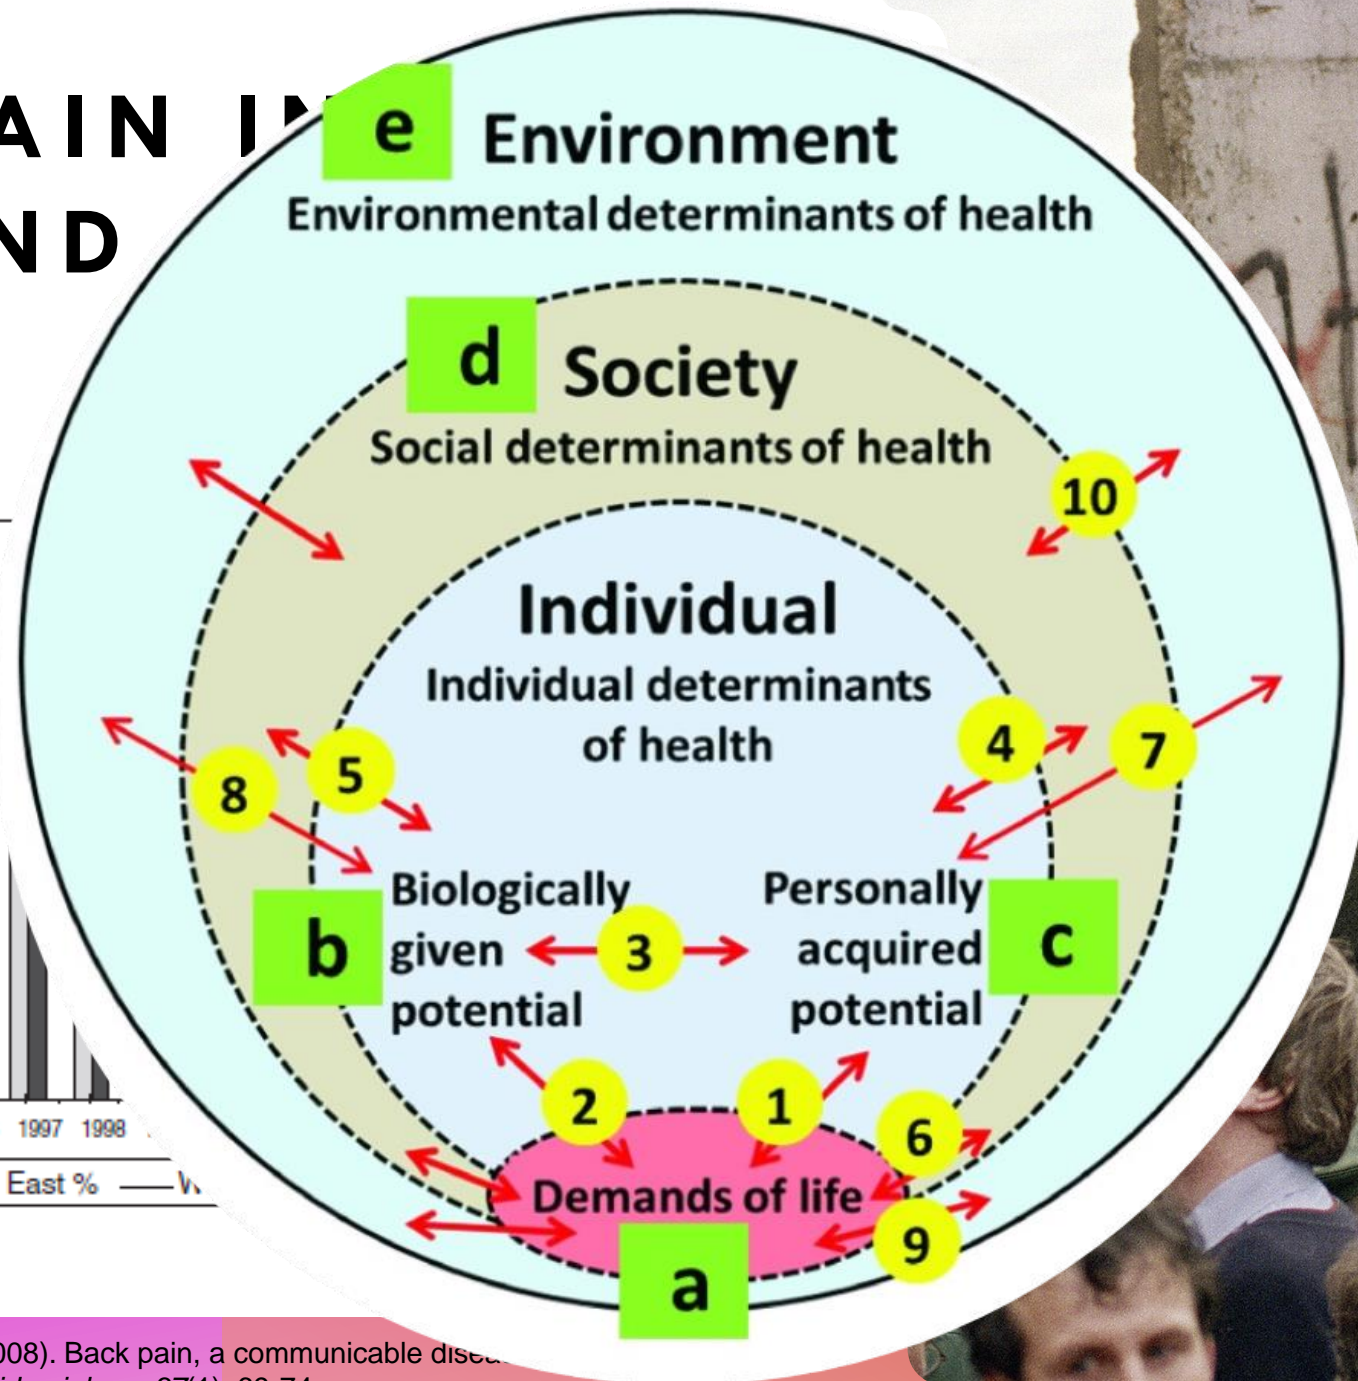 AIN IN
ND
e
Environment
Environmental determinants of health
d
Society
Social determinants of health
10
Individual
Individual determinants
of health
4
7
5
8
Biologically
given
potential
Personally
acquired
potential
b
3
c
2
1
6
Demands of life
9
a
1997 1998
East %
008). Back pain, a communicable